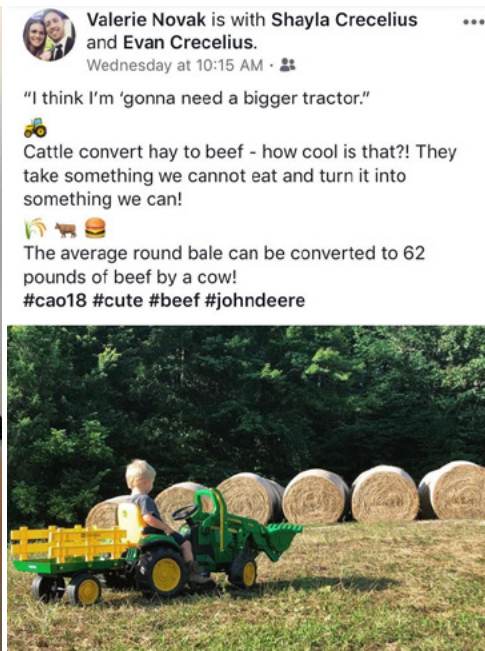 Valerie Novak is with Shayla Crecelius
and Evan Crecelius.
Wednesday at 10:15 AM ·
“I think I’m ‘gonna need a bigger tractor.”
🚜
Cattle convert hay to beef - how cool is that?! They
take something we cannot eat and turn it into
something we can!
🌾 🐂 🍔
The average round bale can be converted to 62
pounds of beef by a cow!
#cao18 #cute #beef #johndeere